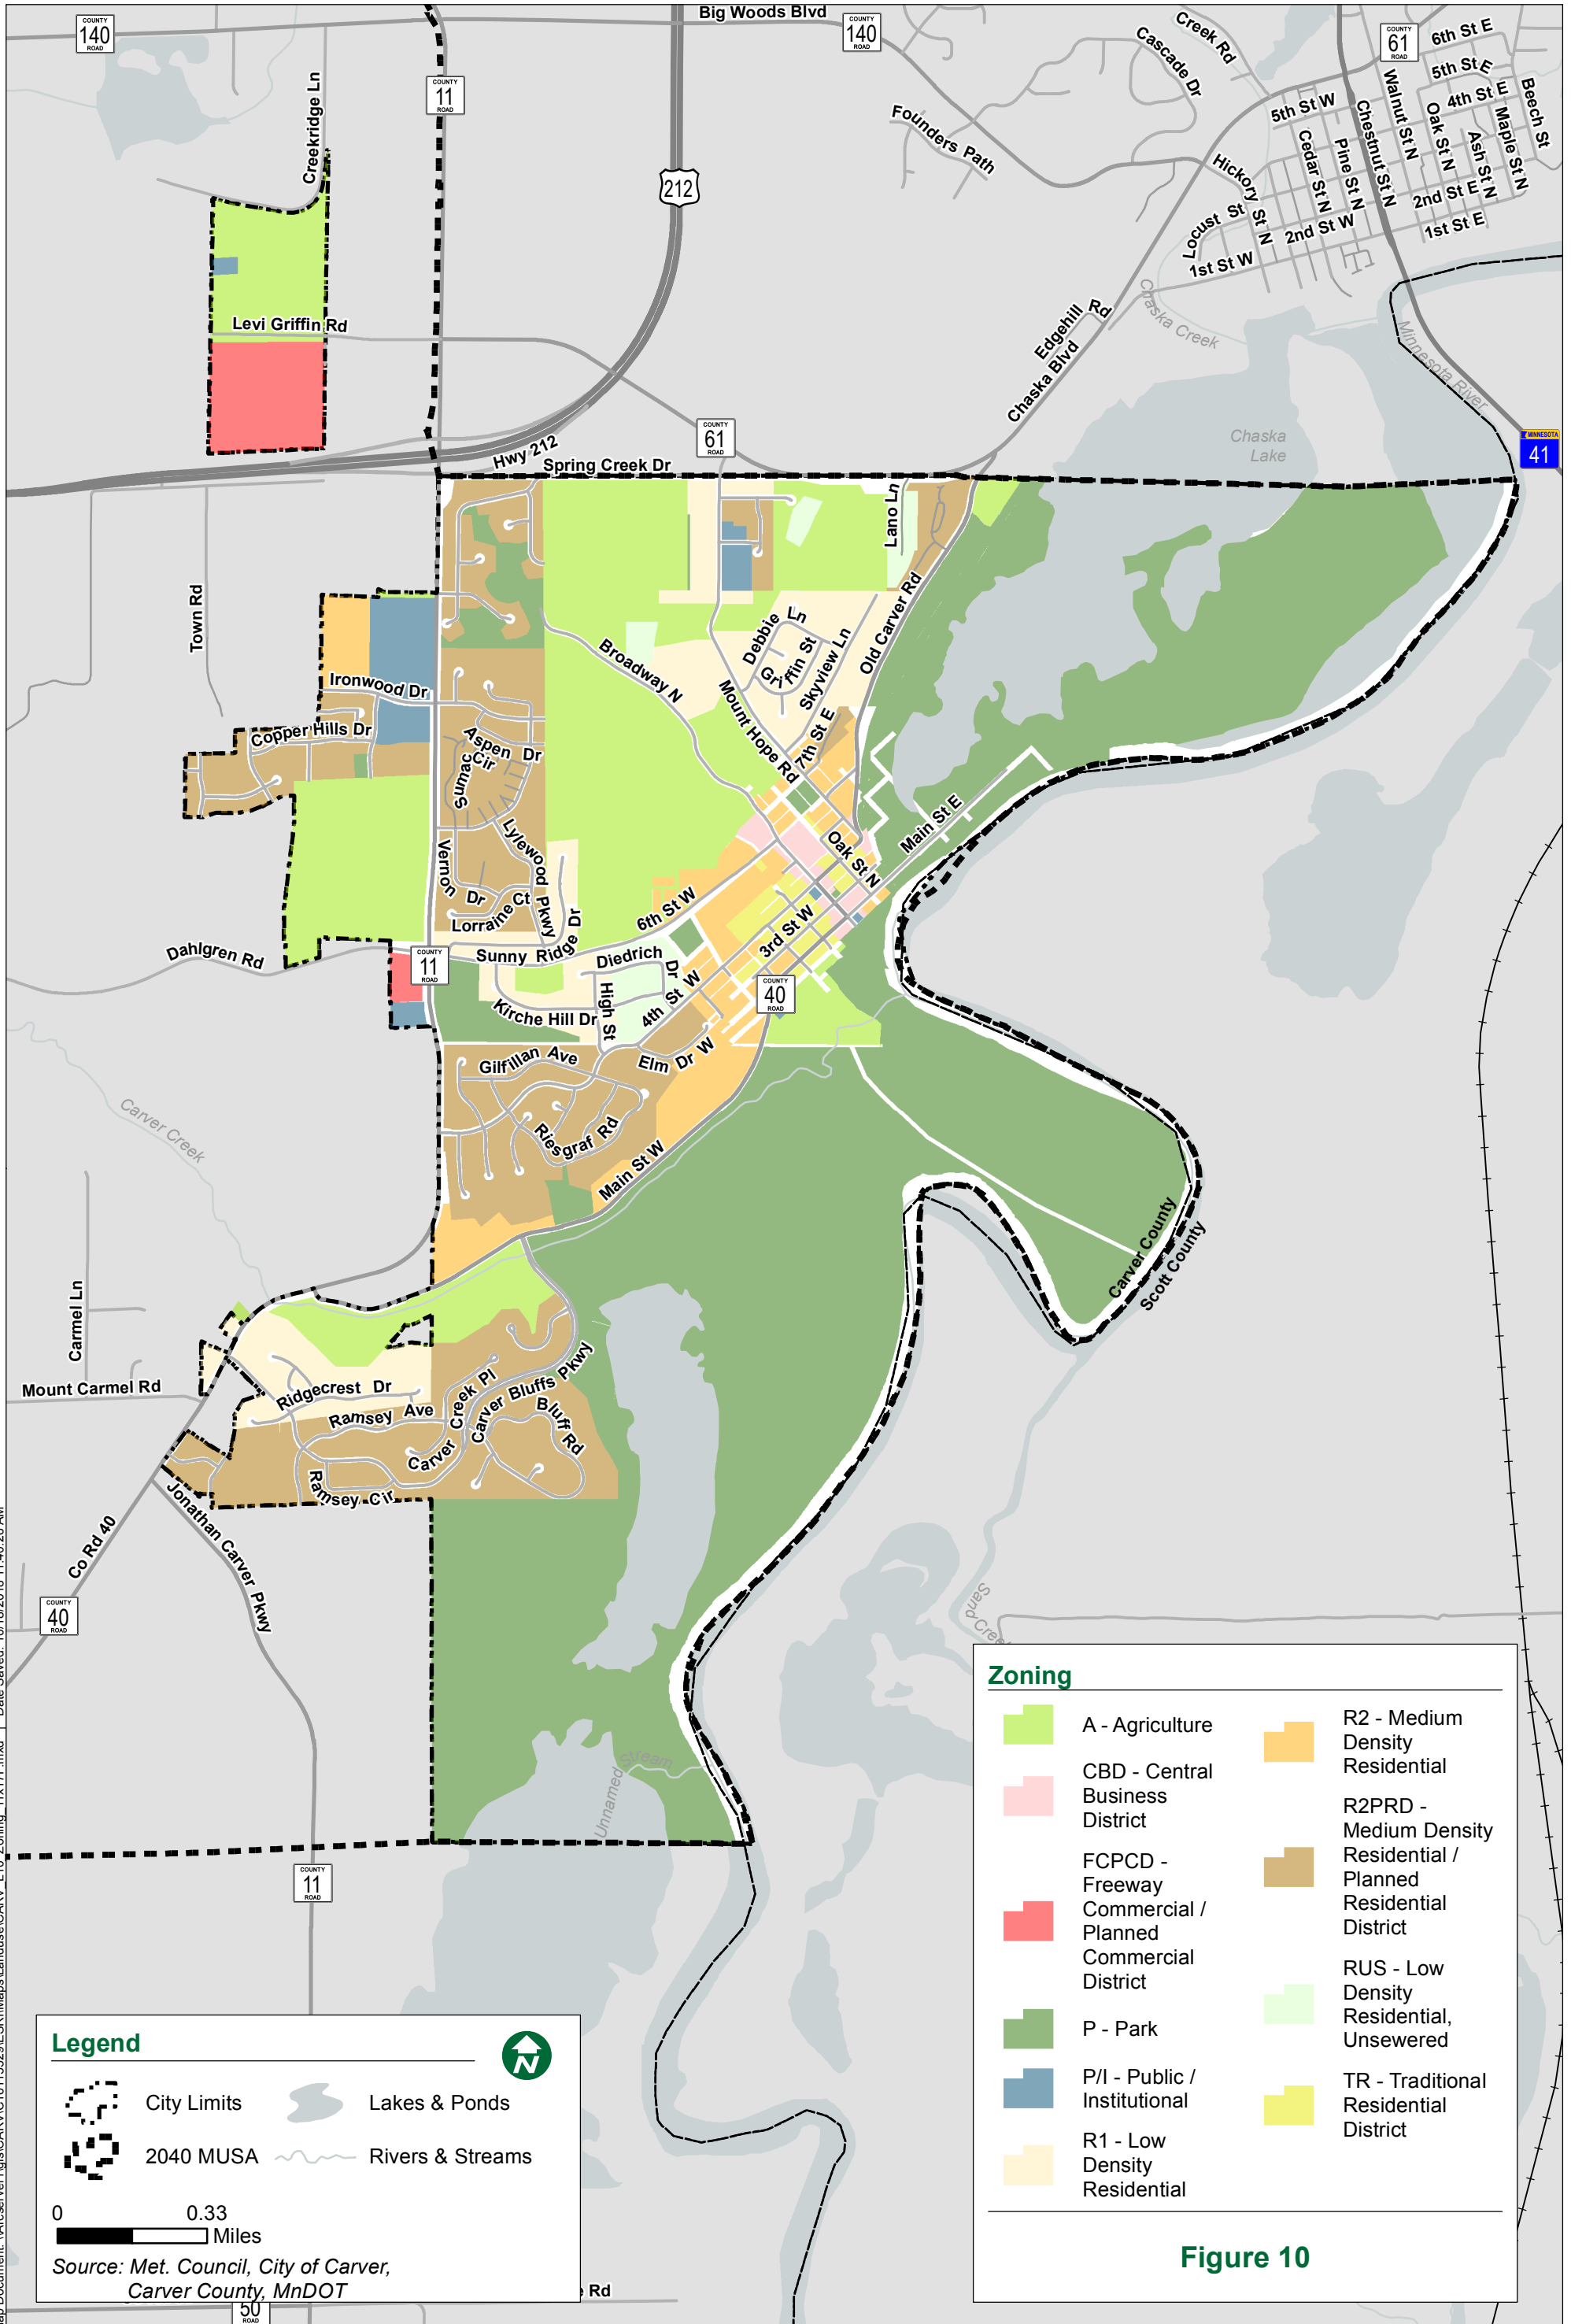 Big Woods Blvd
COUNTY
140
ROAD
COUNTY
140
ROAD
COUNTY
61
ROAD
COUNTY
11
ROAD
Creek Rd
Cascade Dr
6th St E
5th St E
4th St E
Beech St
Walnut St N
Chestnut St N
Oak St N
Ash St N
Maple St N
5th St W
Cedar St N
Pine St N
Hickory St N
Locust St
2nd St E
2nd St W
1st St E
1st St W
Founders Path
Creekridge Ln
212
Levi Griffin Rd
Chaska Creek
Edgehill Rd
Chaska Blvd
Minnesota River
Chaska
Lake
MINNESOTA
41
COUNTY
61
ROAD
Hwy 212
Spring Creek Dr
Lano Ln
Town Rd
Old Carver Rd
Debbie Ln
Griffin St
Skyview Ln
Broadway N
Mount Hope Rd
7th St E
Ironwood Dr
Copper Hills Dr
Aspen Dr
Sumac Cir
Main St E
Oak St N
Lylewood Pkwy
Vernon Dr
Lorraine Ct
6th St W
3rd St W
Sunny Ridge Dr
Dahlgren Rd
COUNTY
11
ROAD
Diedrich Dr
4th St W
COUNTY
40
ROAD
High St
Kirche Hill Dr
Elm Dr W
Gilfillan Ave
Riesgraf Rd
Main St W
Carver Creek
Carver County
Scott County
Carmel Ln
Mount Carmel Rd
Ridgecrest Dr
Ramsey Ave
Carver Creek Pl
Carver Bluffs Pkwy
Bluff Rd
Ramsey Cir
Jonathan Carver Pkwy
Co Rd 40
COUNTY
40
ROAD
Sand Creek
Unnamed Stream
COUNTY
11
ROAD
Zoning
A - Agriculture
CBD - Central
Business
District
FCPCD -
Freeway
Commercial /
Planned
Commercial
District
P - Park
P/I - Public /
Institutional
R1 - Low
Density
Residential
R2 - Medium
Density
Residential
R2PRD -
Medium Density
Residential /
Planned
Residential
District
RUS - Low
Density
Residential,
Unsewered
TR - Traditional
Residential
District
Figure 10
Legend
N
City Limits
Lakes & Ponds
2040 MUSA
Rivers & Streams
0 0.33
Miles
Source: Met. Council, City of Carver,
Carver County, MnDOT
Rd
50
ROAD